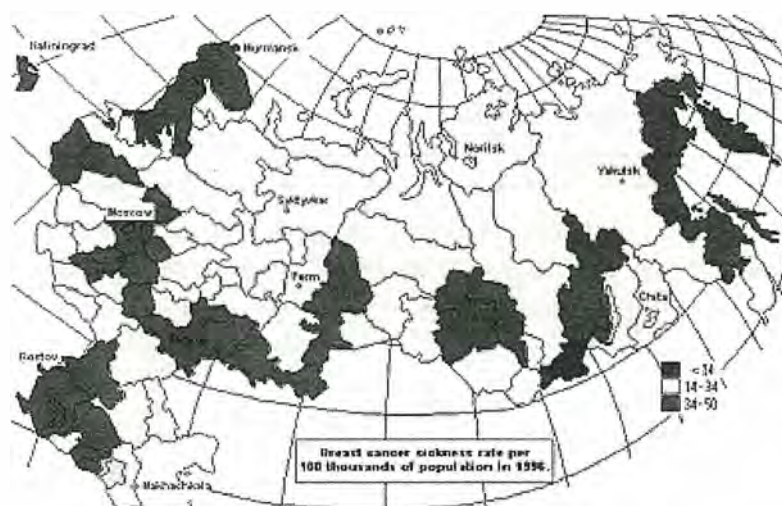 Kaliningrad
Murmansk
Norilsk
Yakutsk
Moscow
Syktyvkar
Perm
Chita
Rostov
Makhachkala
< 14
14-34
34-50
Breast cancer sickness rate per
100 thousands of population in 1996.